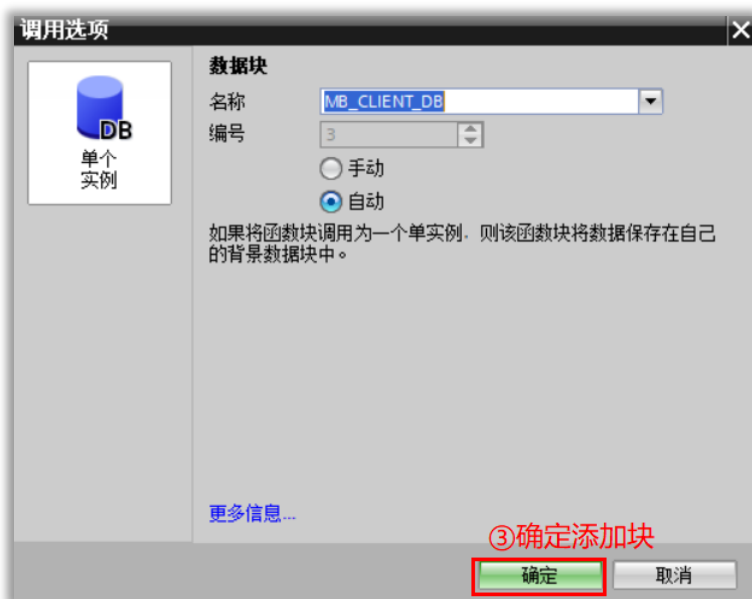 调用选项
数据块
名称 MB_CLIENT_DB
编号 3
手动
自动
DB
单个
实例
如果将函数块调用为一个单实例，则该函数块将数据保存在自己
的背景数据块中。
更多信息...
③确定添加块
确定 取消